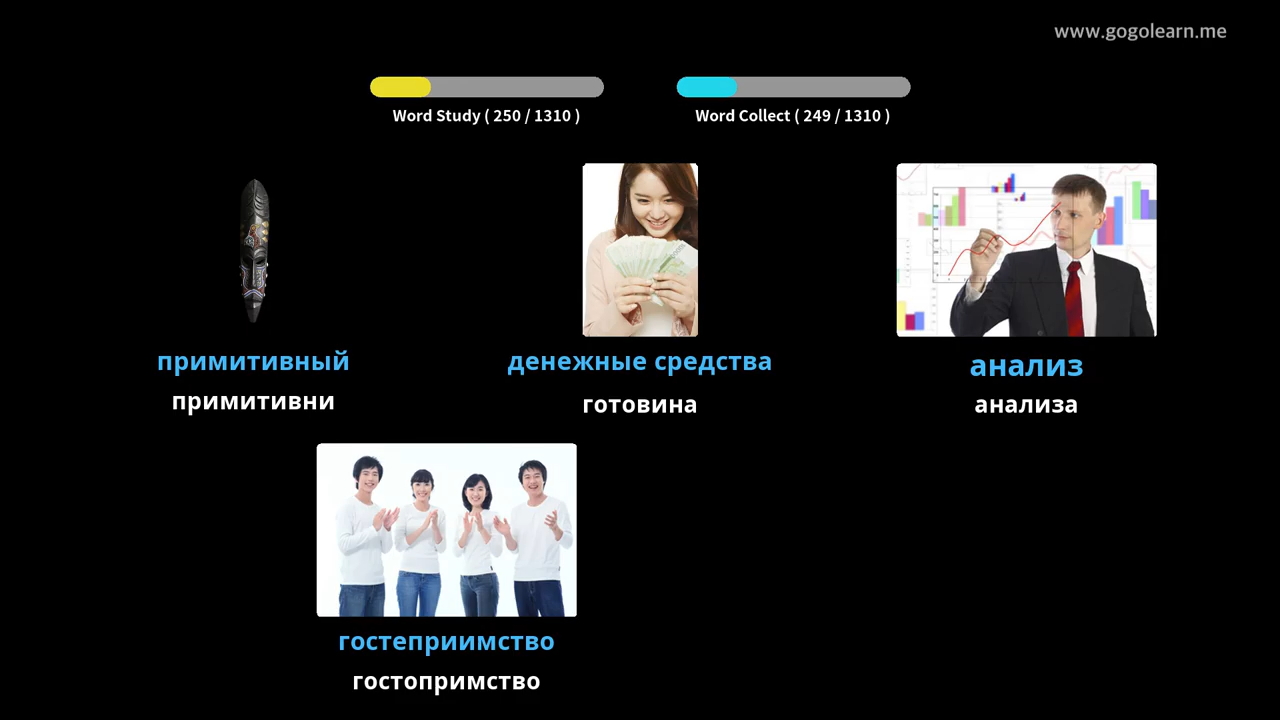 www.gogolearn.me
Word Study ( 250 / 1310 )
Word Collect ( 249 / 1310 )
примитивный
примитивни
денежные средства
готовина
анализ
анализа
гостеприимство
гостопримство